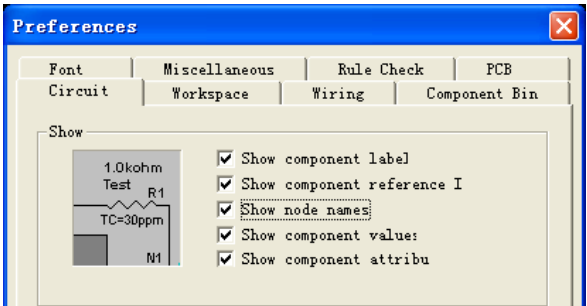 Preferences
Font Miscellaneous Rule Check PCB
Circuit Workspace Wiring Component Bin
Show
1.0kohm
Test
R1
TC=30ppm
N1
Show component label
Show component reference I
Show node names
Show component values
Show component attribu